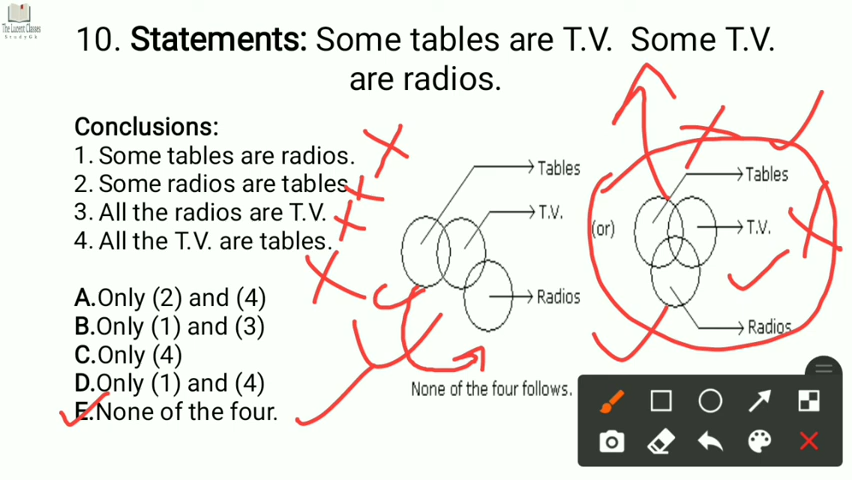 The Lucent Classes
10. Statements: Some tables are T.V. Some T.V.
are radios.
Conclusions:
1. Some tables are radios.
2. Some radios are tables.
3. All the radios are T.V.
4. All the T.V. are tables.
A.Only (2) and (4)
B.Only (1) and (3)
C.Only (4)
D.Only (1) and (4)
E.None of the four.
Tables
T.V.
Radios
(or)
Tables
T.V.
Radios
None of the four follows.